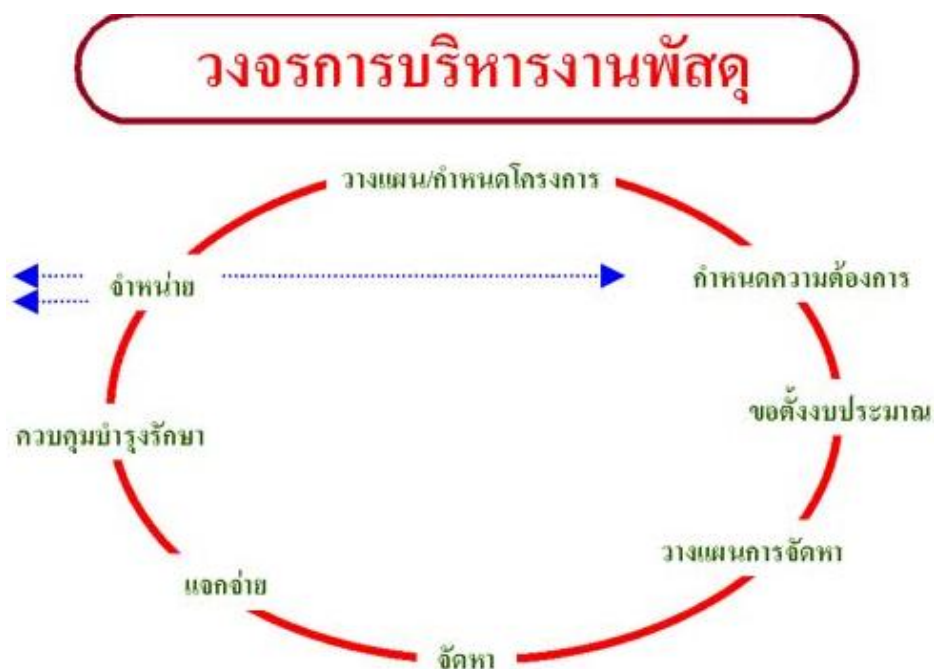 วงจรการบริหารงานพัสดุ
วางแผน/กำหนดโครงการ
จำหน่าย
กำหนดความต้องการ
ขอตั้งงบประมาณ
ควบคุมบำรุงรักษา
วางแผนการจัดหา
แจกจ่าย
จัดหา